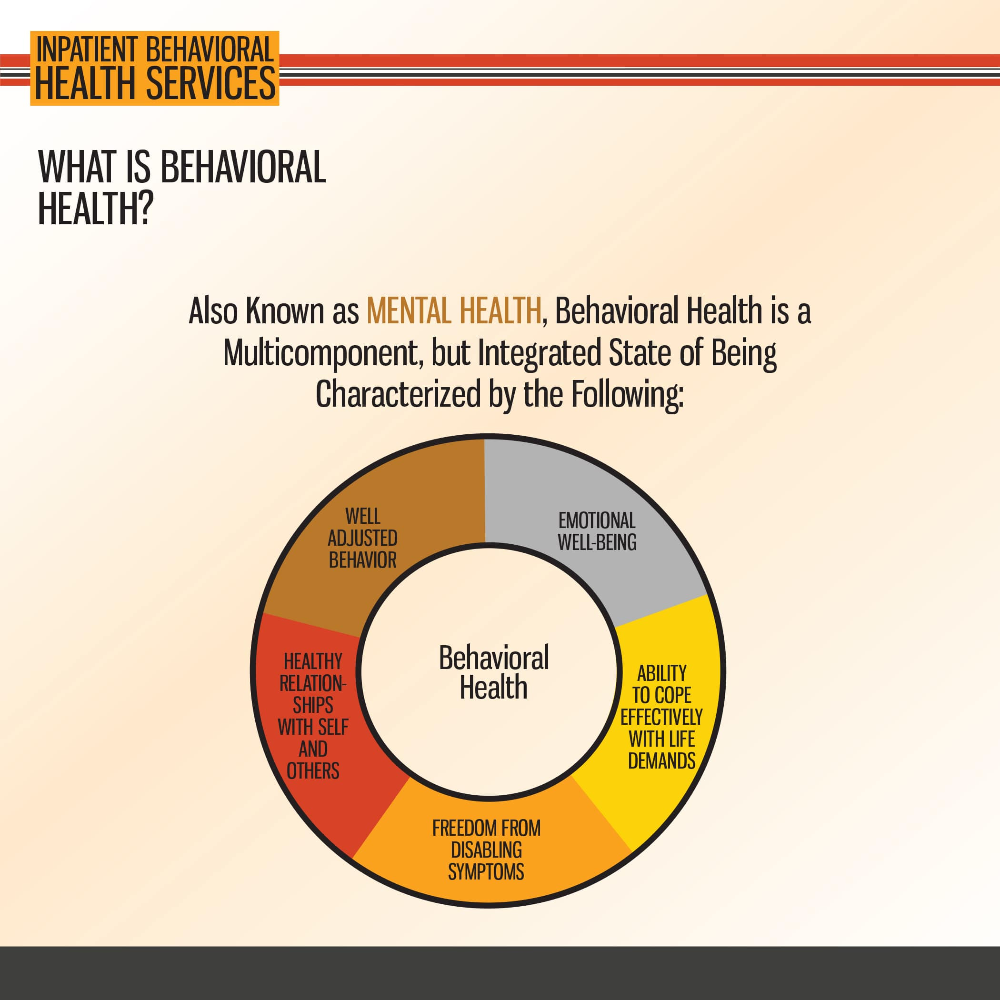 INPATIENT BEHAVIORAL
HEALTH SERVICES
WHAT IS BEHAVIORAL
HEALTH?
Also Known as MENTAL HEALTH, Behavioral Health is a
Multicomponent, but Integrated State of Being
Characterized by the Following:
WELL
ADJUSTED
BEHAVIOR
EMOTIONAL
WELL-BEING
HEALTHY
RELATION-
SHIPS
WITH SELF
AND
OTHERS
Behavioral
Health
ABILITY
TO COPE
EFFECTIVELY
WITH LIFE
DEMANDS
FREEDOM FROM
DISABLING
SYMPTOMS